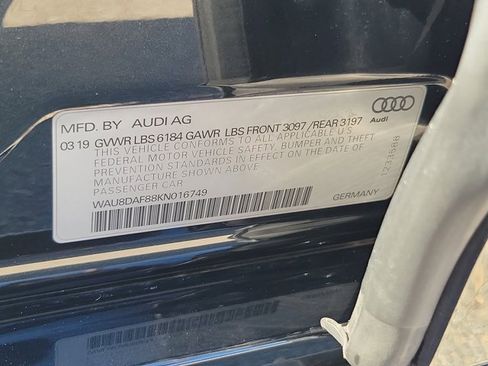 MFD. BY AUDI AG
03 19 GVWR LBS 6184 GAWR LBS FRONT 3097 / REAR 3197
THIS VEHICLE CONFORMS TO ALL APPLICABLE U.S.
FEDERAL MOTOR VEHICLE SAFETY, BUMPER AND THEFT
PREVENTION STANDARDS IN EFFECT ON THE DATE OF
MANUFACTURE SHOWN ABOVE.
PASSENGER CAR
WAU8DAF88KN016749
GERMANY
Audi